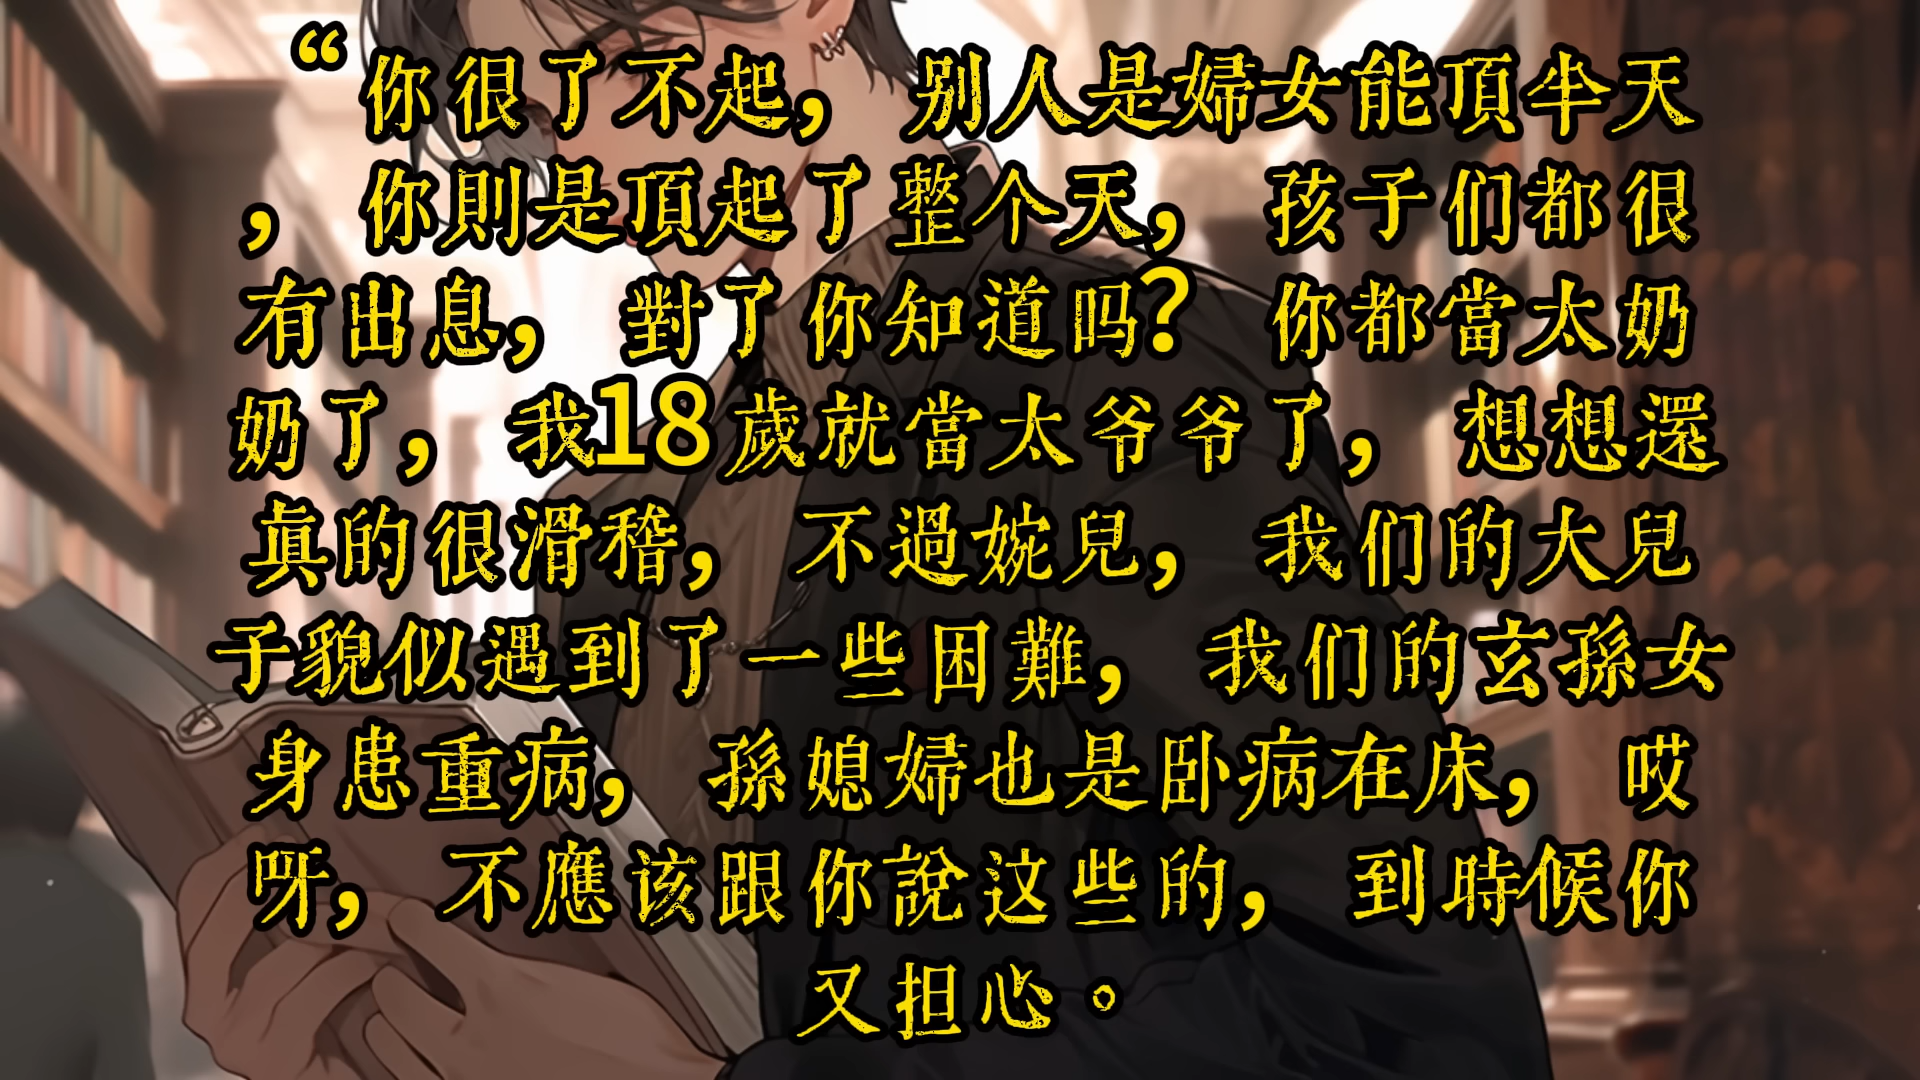 “你很了不起，别人是婦女能頂半天
，你則是頂起了整个天，孩子们都很
有出息，對了你知道吗？你都當太奶
奶了，我18歲就當太爷爷了，想想還
真的很滑稽，不過婉兒，我们的大兒
子貌似遇到了一些困難，我们的玄孫女
身患重病，孫媳婦也是卧病在床，哎
呀，不應该跟你說这些的，到時候你
又担心。